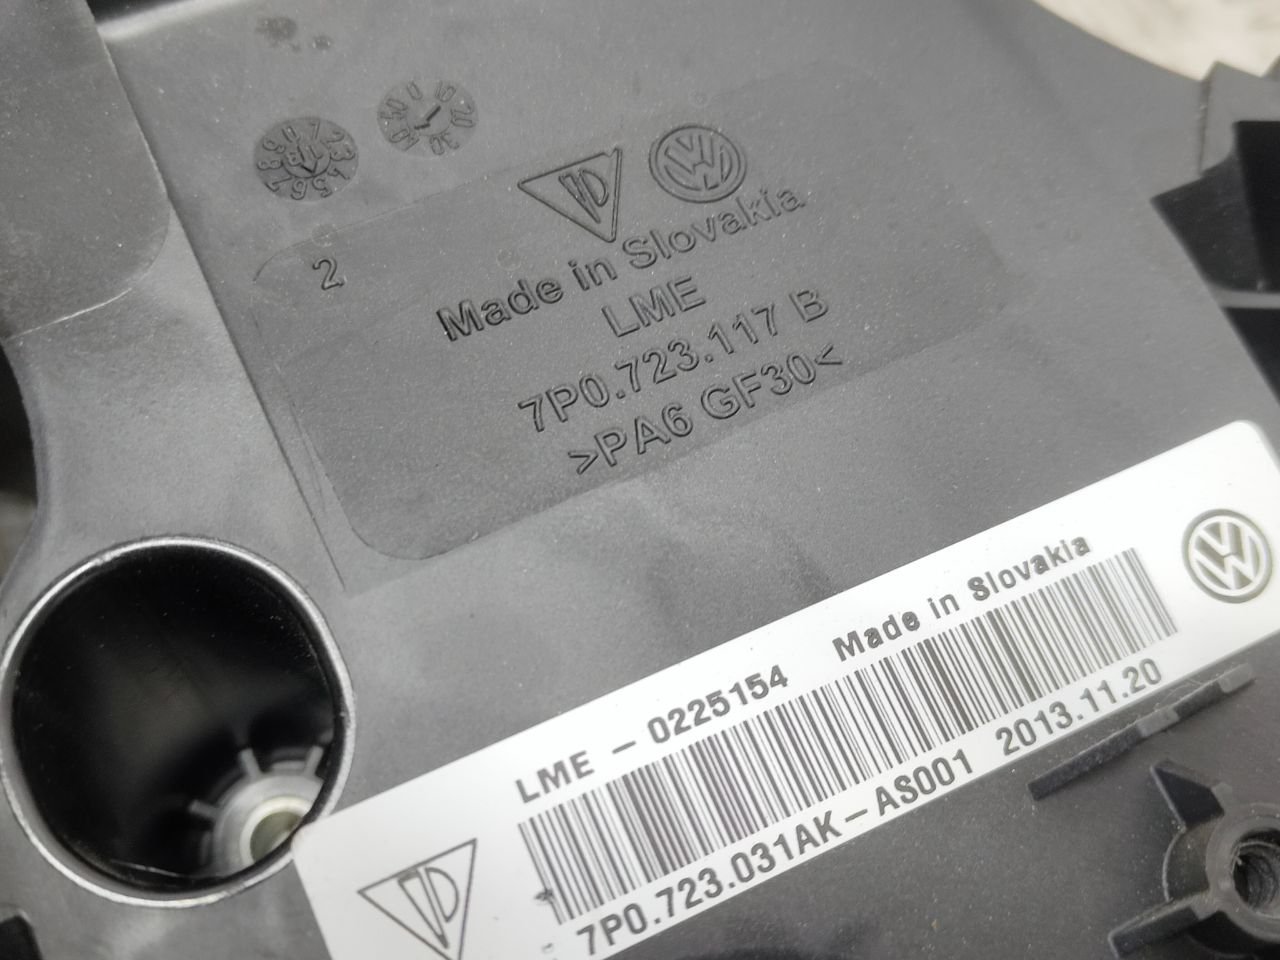 2
Made in Slovakia
LME
7P0.723.117 B
>PA6 GF30<
LME – 0225154
Made in Slovakia
7P0.723.031AK – AS001
2013.11.20